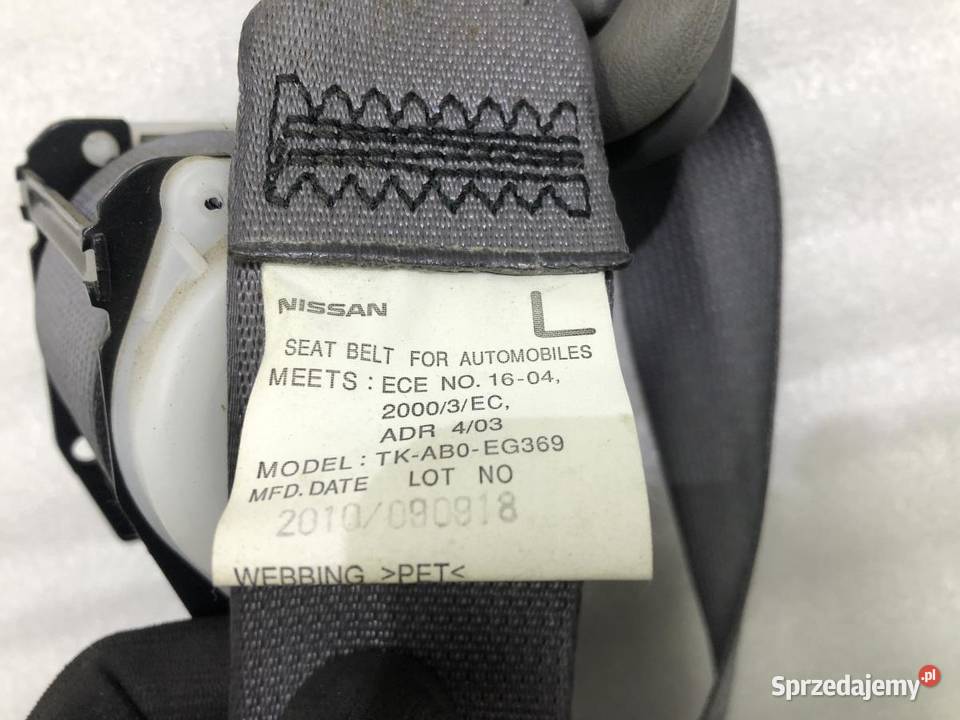 NISSAN L
SEAT BELT FOR AUTOMOBILES
MEETS : ECE NO. 16-04,
2000/3/EC,
ADR 4/03
MODEL : TK-AB0-EG369
MFD. DATE LOT NO
2010/090918
WEBBING >PET<
Sprzedajemy.pl